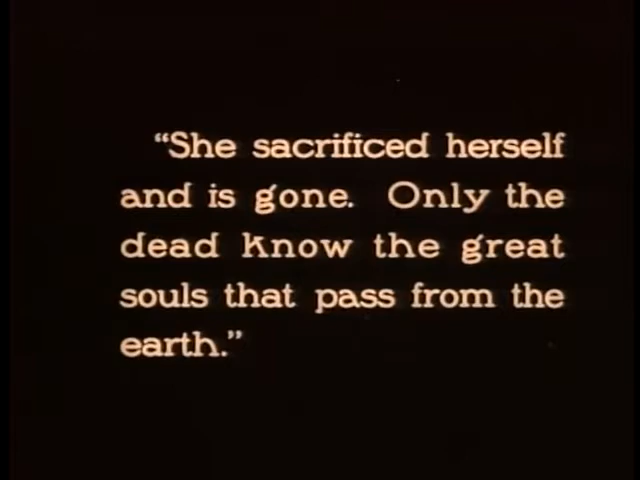 “She sacrificed herself
and is gone. Only the
dead know the great
souls that pass from the
earth.”